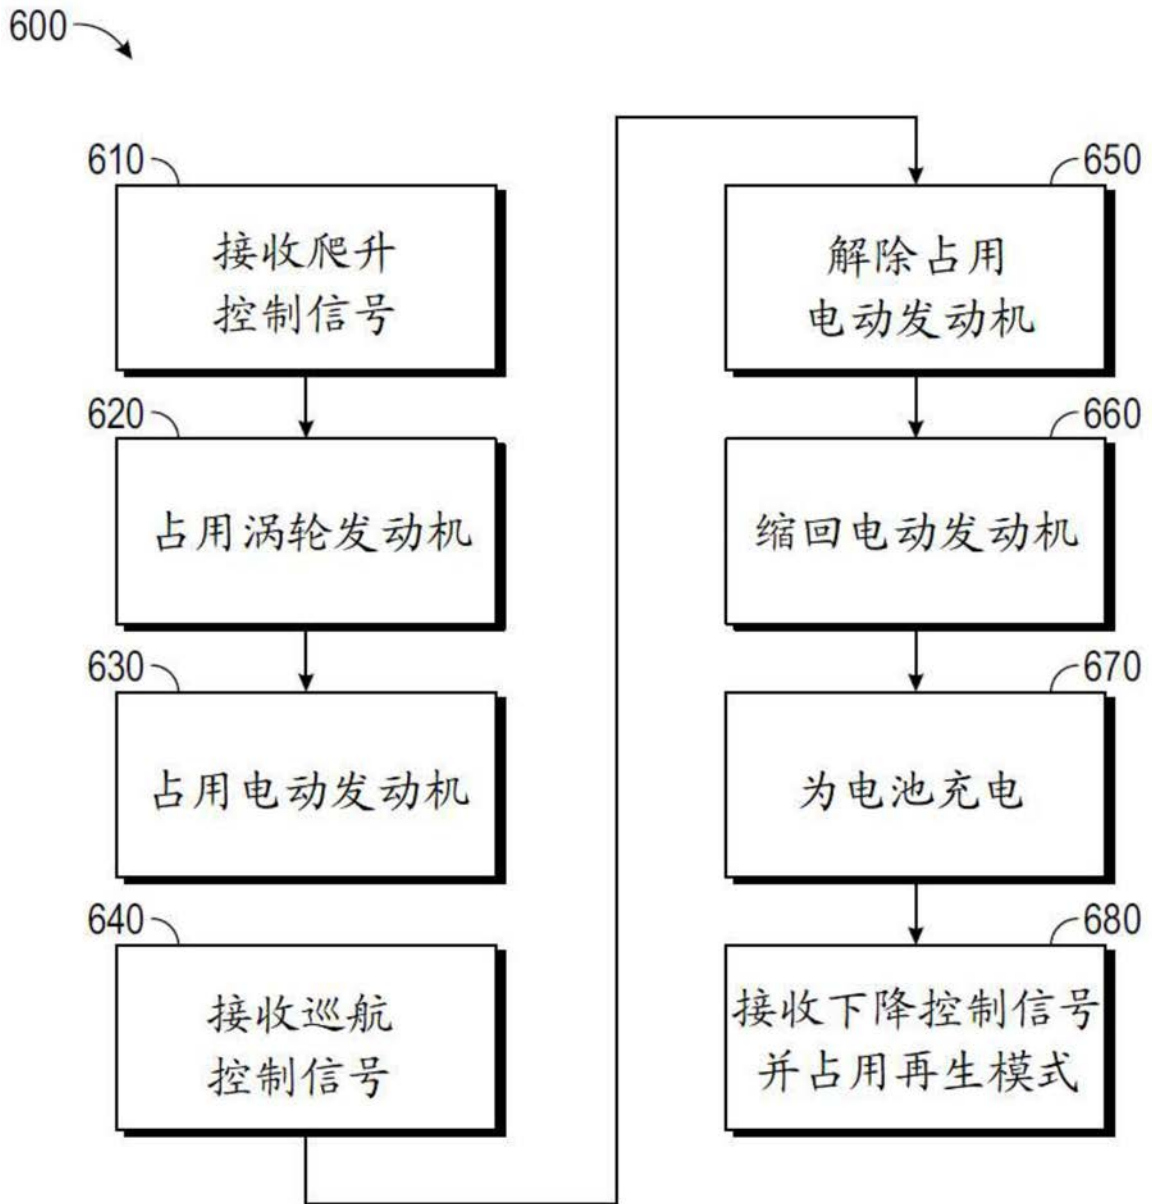 600
610
接收爬升
控制信号
620
占用涡轮发动机
630
占用电动发动机
640
接收巡航
控制信号
650
解除占用
电动发动机
660
缩回电动发动机
670
为电池充电
680
接收下降控制信号
并占用再生模式